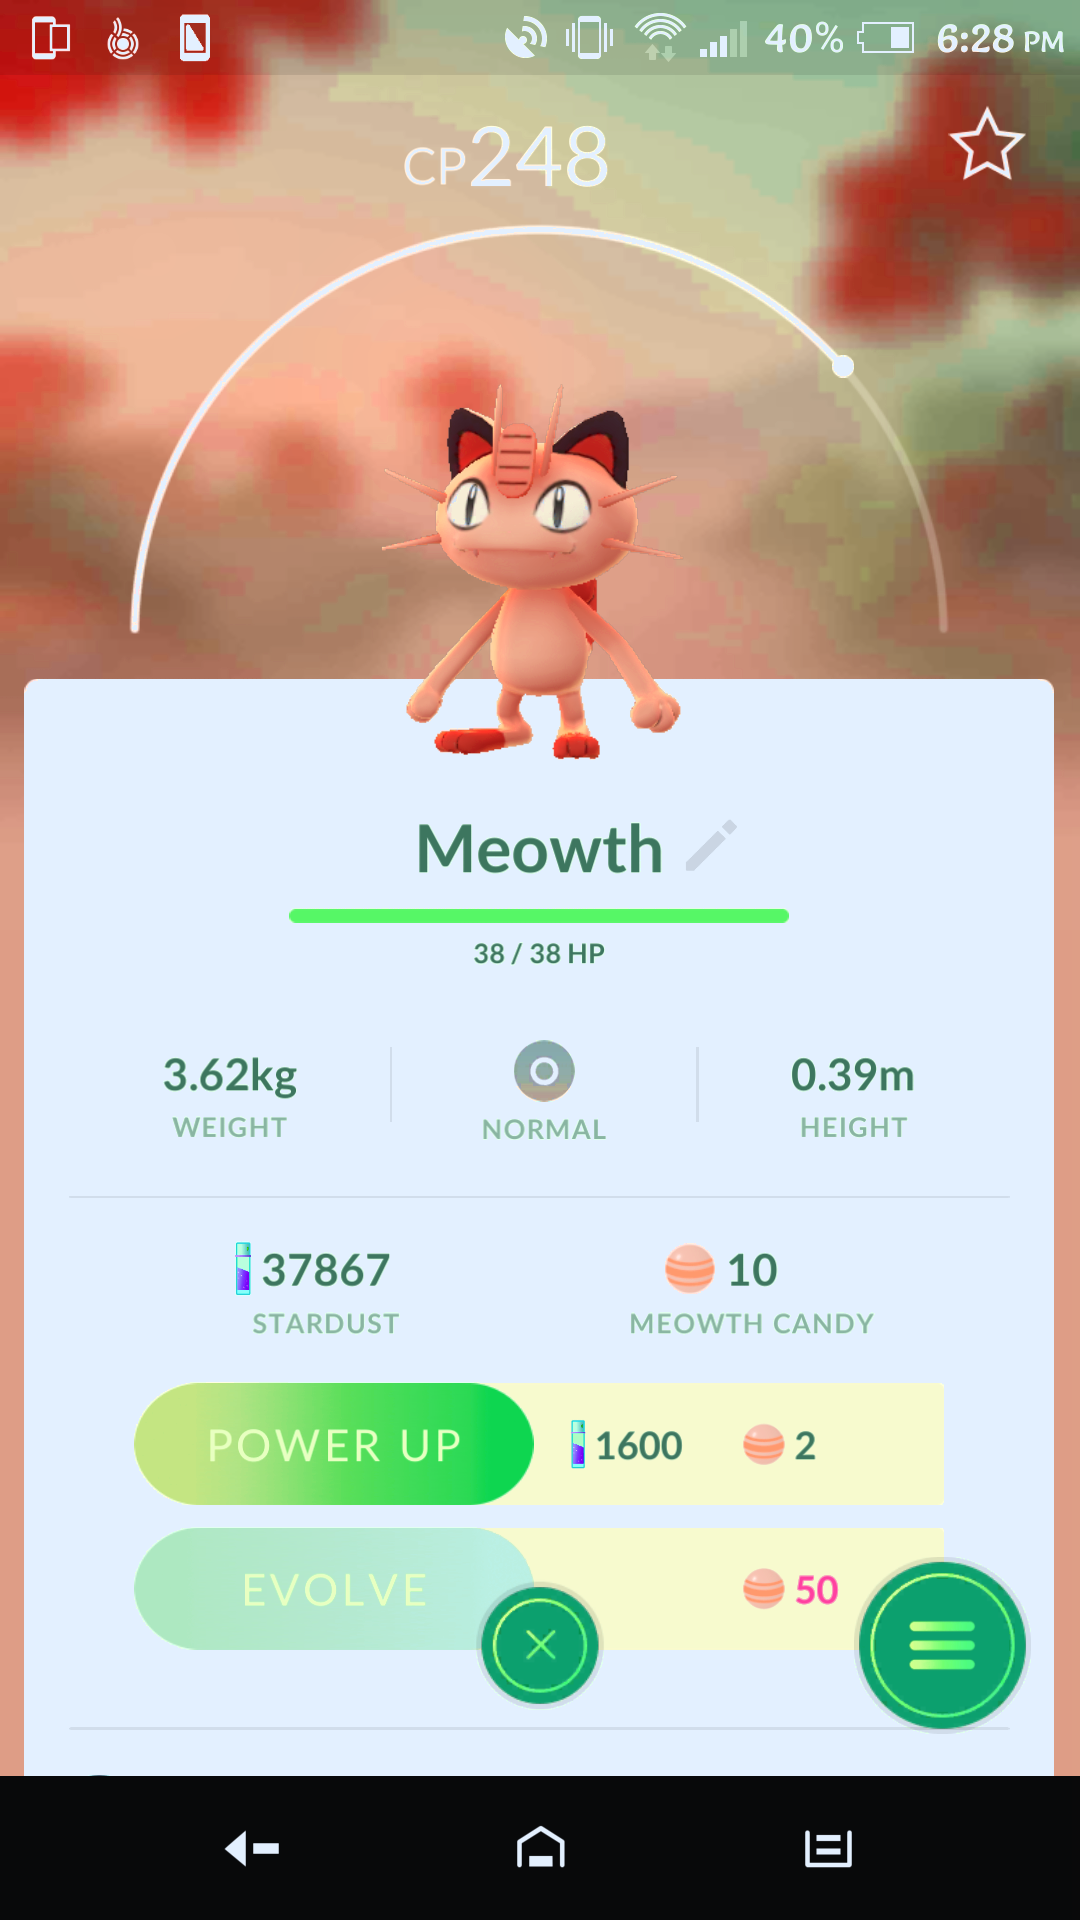 40% 6:28 PM
CP248
Meowth
38 / 38 HP
3.62kg
WEIGHT
NORMAL
0.39m
HEIGHT
37867
STARDUST
10
MEOWTH CANDY
POWER UP 1600 2
EVOLVE 50